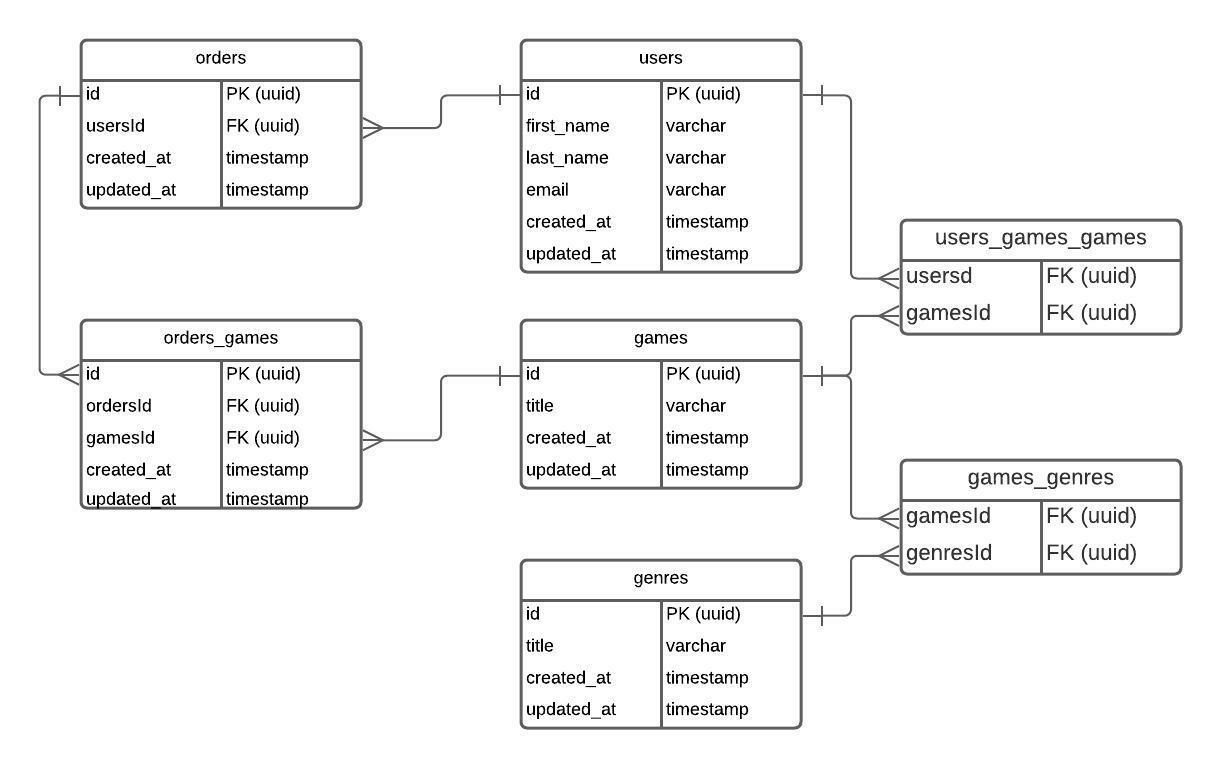 orders
id PK (uuid)
usersId FK (uuid)
created_at timestamp
updated_at timestamp
users
id PK (uuid)
first_name varchar
last_name varchar
email varchar
created_at timestamp
updated_at timestamp
users_games_games
usersd FK (uuid)
gamesId FK (uuid)
orders_games
id PK (uuid)
ordersId FK (uuid)
gamesId FK (uuid)
created_at timestamp
updated_at timestamp
games
id PK (uuid)
title varchar
created_at timestamp
updated_at timestamp
games_genres
gamesId FK (uuid)
genresId FK (uuid)
genres
id PK (uuid)
title varchar
created_at timestamp
updated_at timestamp